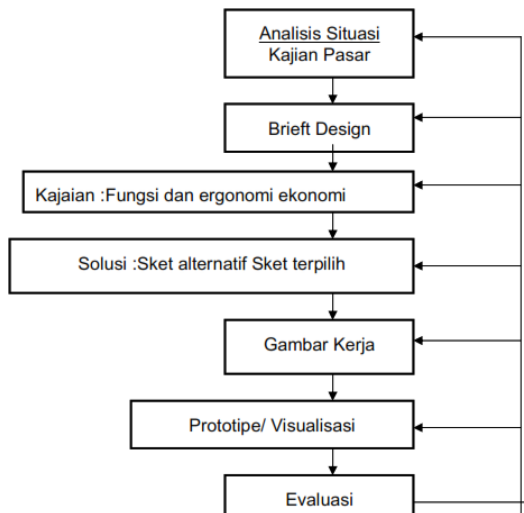 Analisis Situasi
Kajian Pasar
Brieft Design
Kajaian :Fungsi dan ergonomi ekonomi
Solusi :Sket alternatif Sket terpilih
Gambar Kerja
Prototipe/ Visualisasi
Evaluasi